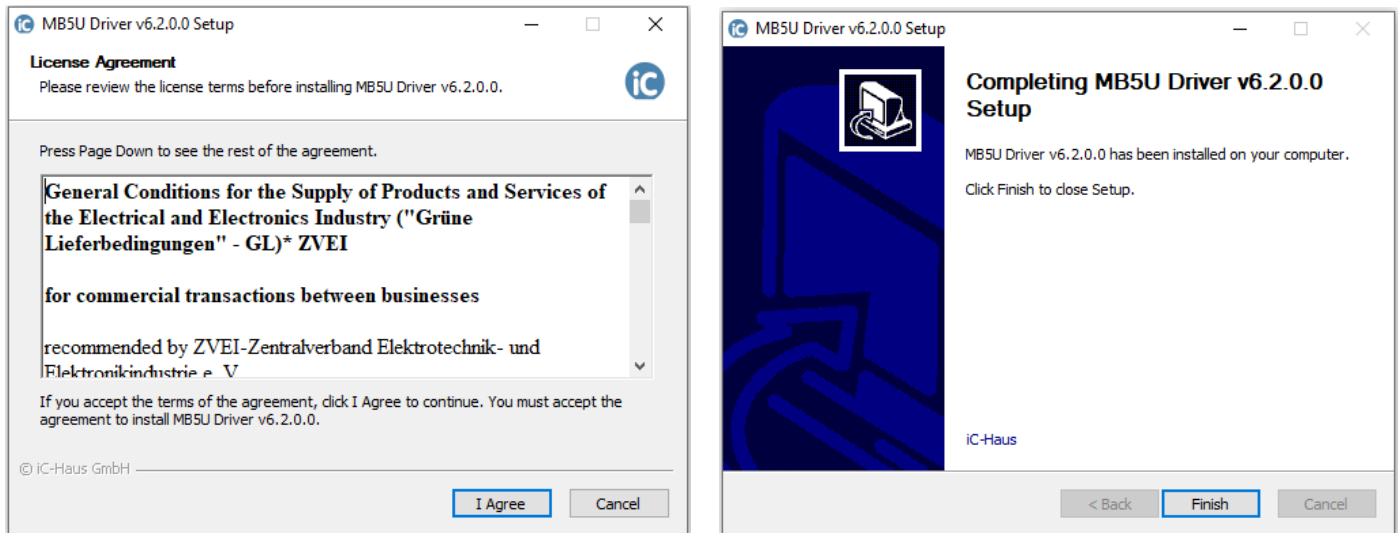 MB5U Driver v6.2.0.0 Setup
License Agreement
Please review the license terms before installing MB5U Driver v6.2.0.0.
iC
Press Page Down to see the rest of the agreement.
General Conditions for the Supply of Products and Services of
the Electrical and Electronics Industry ("Grüne
Lieferbedingungen" - GL)* ZVEI
for commercial transactions between businesses
recommended by ZVEI-Zentralverband Elektrotechnik- und
Elektronikindustrie e. V.
If you accept the terms of the agreement, click I Agree to continue. You must accept the
agreement to install MB5U Driver v6.2.0.0.
© iC-Haus GmbH
I Agree
Cancel
MB5U Driver v6.2.0.0 Setup
Completing MB5U Driver v6.2.0.0
Setup
MB5U Driver v6.2.0.0 has been installed on your computer.
Click Finish to close Setup.
iC-Haus
< Back
Finish
Cancel